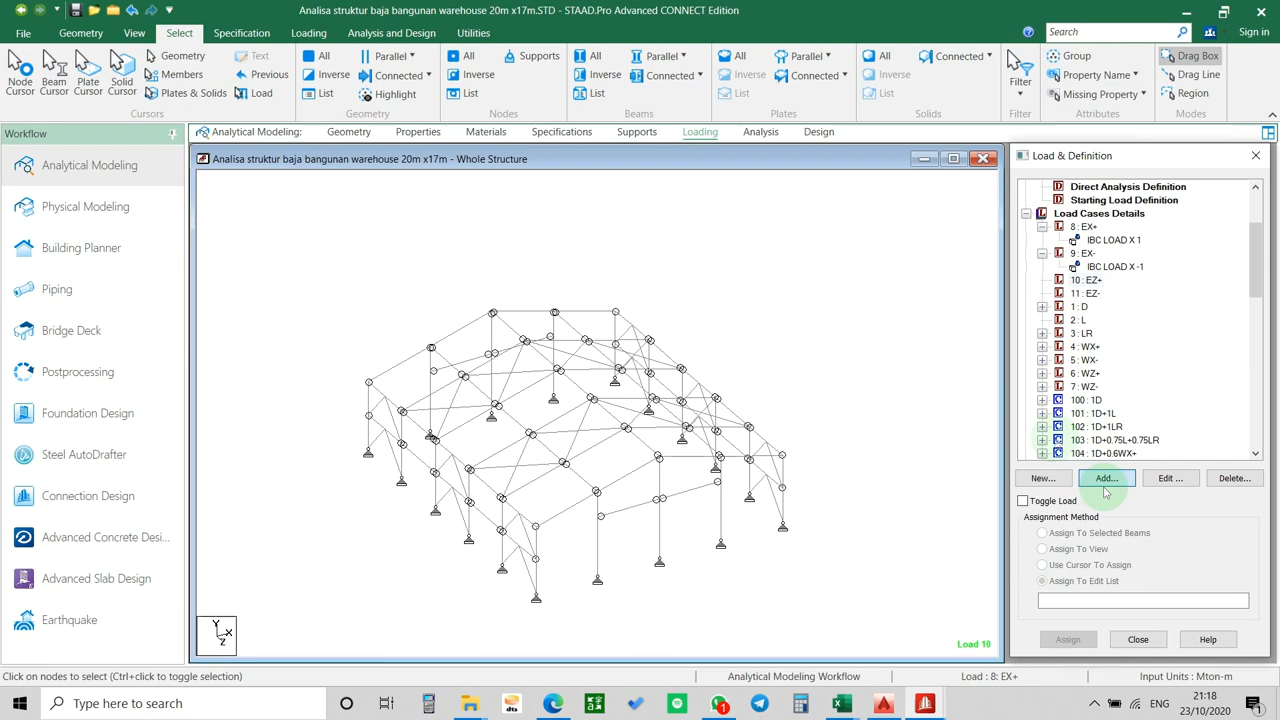 Analisa struktur baja bangunan warehouse 20m x17m.STD - STAAD.Pro Advanced CONNECT Edition
File
Geometry
View
Select
Specification
Loading
Analysis and Design
Utilities
Search
Sign in
Node Cursor
Beam Cursor
Plate Cursor
Solid Cursor
Geometry
Members
Plates & Solids
Text
Previous
Load
Cursors
All
Inverse
List
Parallel
Connected
Highlight
Geometry
All
Inverse
List
Supports
Nodes
All
Inverse
List
Parallel
Connected
Beams
All
Inverse
List
Parallel
Connected
Plates
All
Inverse
List
Connected
Solids
Filter
Filter
Group
Property Name
Missing Property
Attributes
Drag Box
Drag Line
Region
Modes
Workflow
Analytical Modeling
Physical Modeling
Building Planner
Piping
Bridge Deck
Postprocessing
Foundation Design
Steel AutoDrafter
Connection Design
Advanced Concrete Desi...
Advanced Slab Design
Earthquake
Analytical Modeling:
Geometry
Properties
Materials
Specifications
Supports
Loading
Analysis
Design
Analisa struktur baja bangunan warehouse 20m x17m - Whole Structure
Y
X
Z
Load 10
Load & Definition
Direct Analysis Definition
Starting Load Definition
Load Cases Details
8 : EX+
IBC LOAD X 1
9 : EX-
IBC LOAD X -1
10 : EZ+
11 : EZ-
1 : D
2 : L
3 : LR
4 : WX+
5 : WX-
6 : WZ+
7 : WZ-
100 : 1D
101 : 1D+1L
102 : 1D+1LR
103 : 1D+0.75L+0.75LR
104 : 1D+0.6WX+
New...
Add...
Edit ...
Delete...
Toggle Load
Assignment Method
Assign To Selected Beams
Assign To View
Use Cursor To Assign
Assign To Edit List
Assign
Close
Help
Click on nodes to select (Ctrl+click to toggle selection)
Analytical Modeling Workflow
Load : 8: EX+
Input Units : Mton-m
Type here to search
dts
1
ENG
21:18
23/10/2020
1